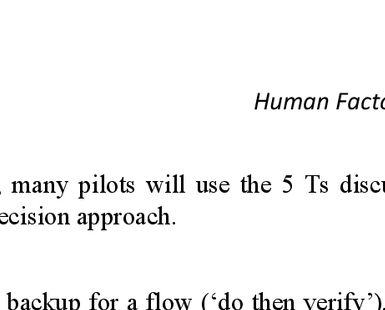 Human Facto
, many pilots will use the 5 Ts discu
ecision approach.
backup for a flow (‘do then verify’),